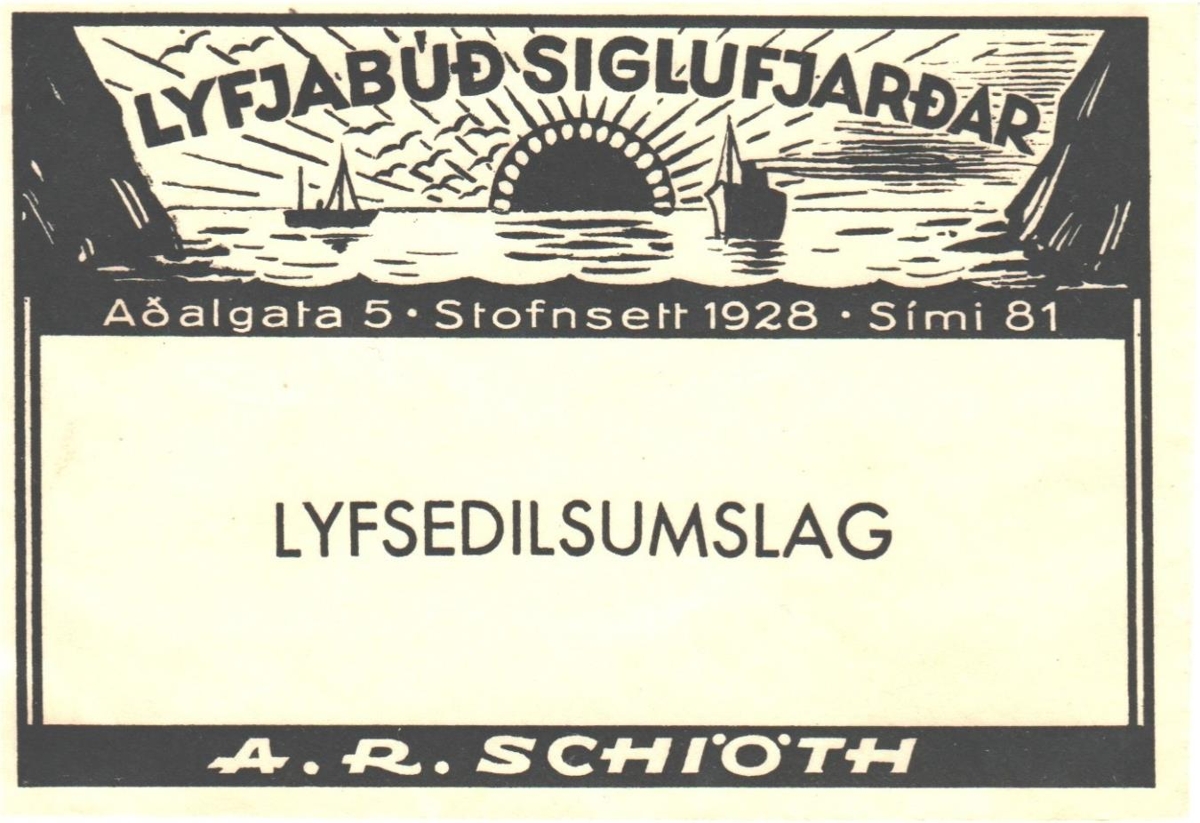 LYFJABÚÐ SIGLUFJARÐAR
Aðalgata 5 · Stofnsett 1928 · Sími 81
LYFSEDILSUMSLAG
A. R. SCHIÖTH